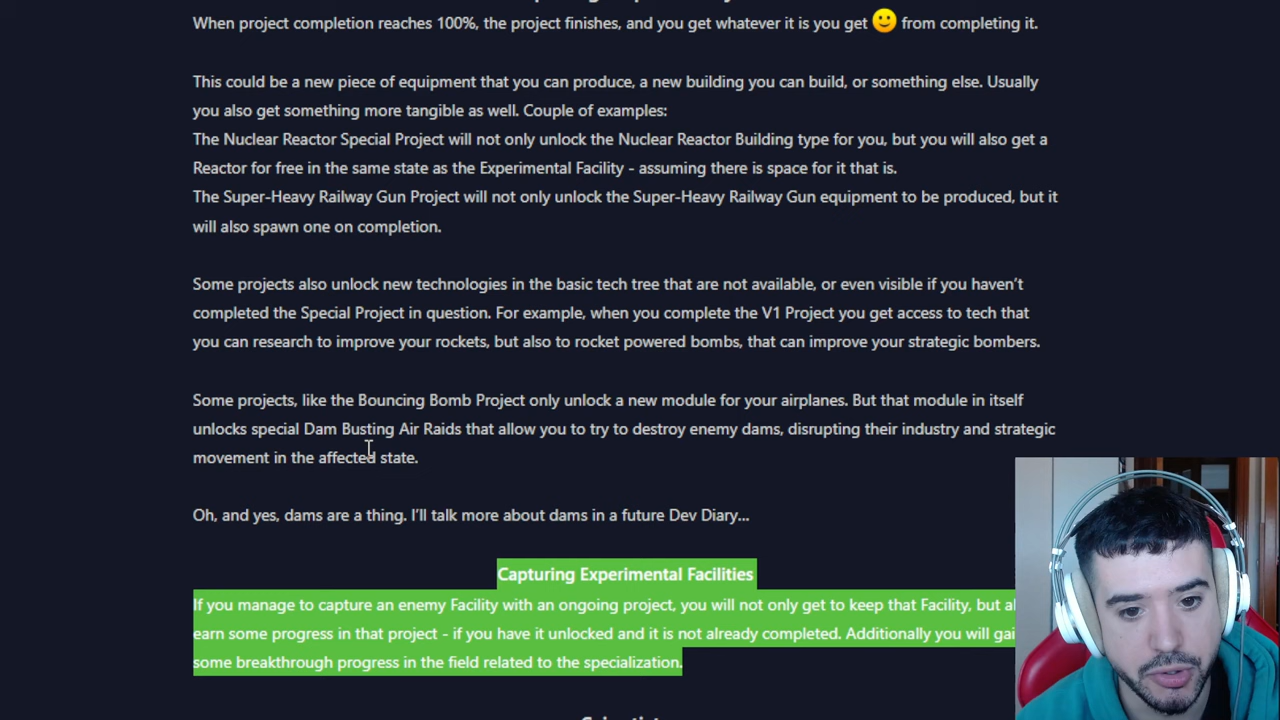 When project completion reaches 100%, the project finishes, and you get whatever it is you get 🙂 from completing it.
This could be a new piece of equipment that you can produce, a new building you can build, or something else. Usually
you also get something more tangible as well. Couple of examples:
The Nuclear Reactor Special Project will not only unlock the Nuclear Reactor Building type for you, but you will also get a
Reactor for free in the same state as the Experimental Facility - assuming there is space for it that is.
The Super-Heavy Railway Gun Project will not only unlock the Super-Heavy Railway Gun equipment to be produced, but it
will also spawn one on completion.
Some projects also unlock new technologies in the basic tech tree that are not available, or even visible if you haven’t
completed the Special Project in question. For example, when you complete the V1 Project you get access to tech that
you can research to improve your rockets, but also to rocket powered bombs, that can improve your strategic bombers.
Some projects, like the Bouncing Bomb Project only unlock a new module for your airplanes. But that module in itself
unlocks special Dam Busting Air Raids that allow you to try to destroy enemy dams, disrupting their industry and strategic
movement in the affected state.
Oh, and yes, dams are a thing. I’ll talk more about dams in a future Dev Diary...
Capturing Experimental Facilities
If you manage to capture an enemy Facility with an ongoing project, you will not only get to keep that Facility, but
earn some progress in that project - if you have it unlocked and it is not already completed. Additionally you will
some breakthrough progress in the field related to the specialization.